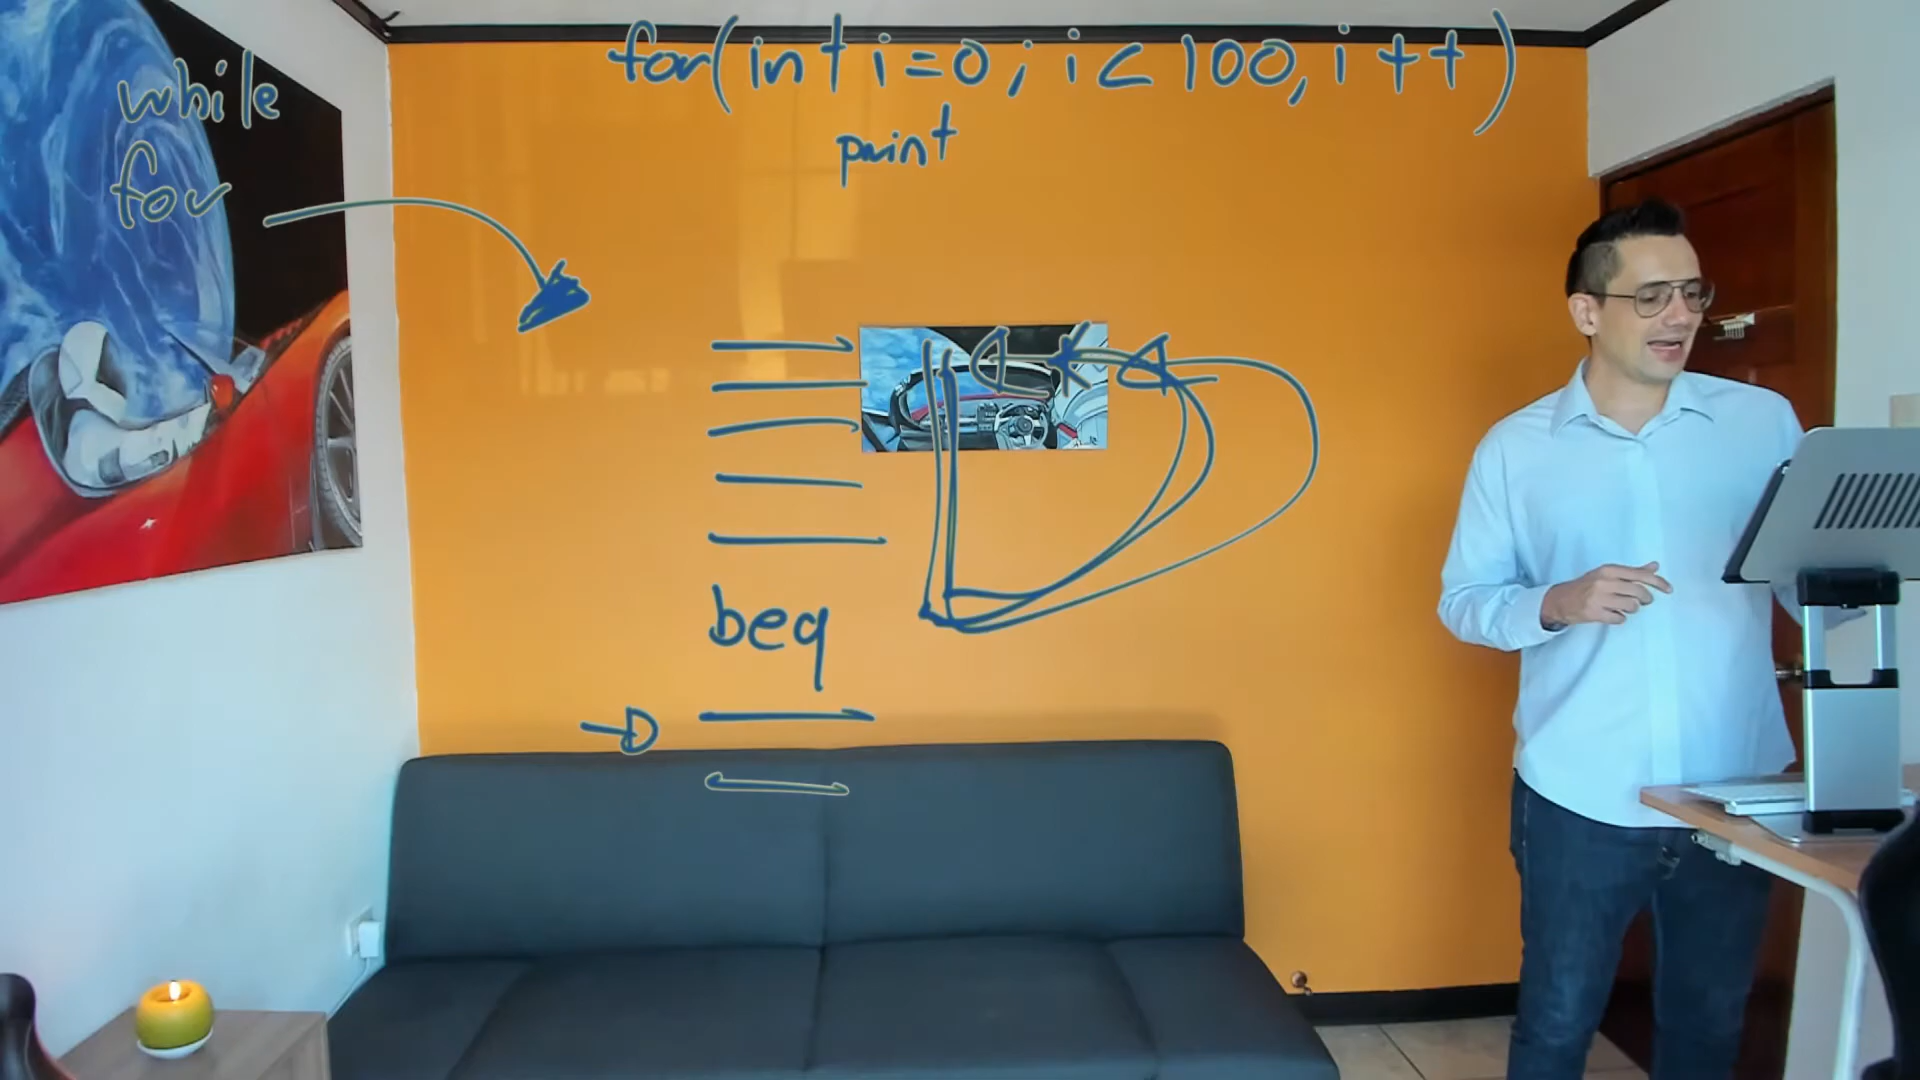 for(int i=0; i<100, i++)
print
while
for
beq